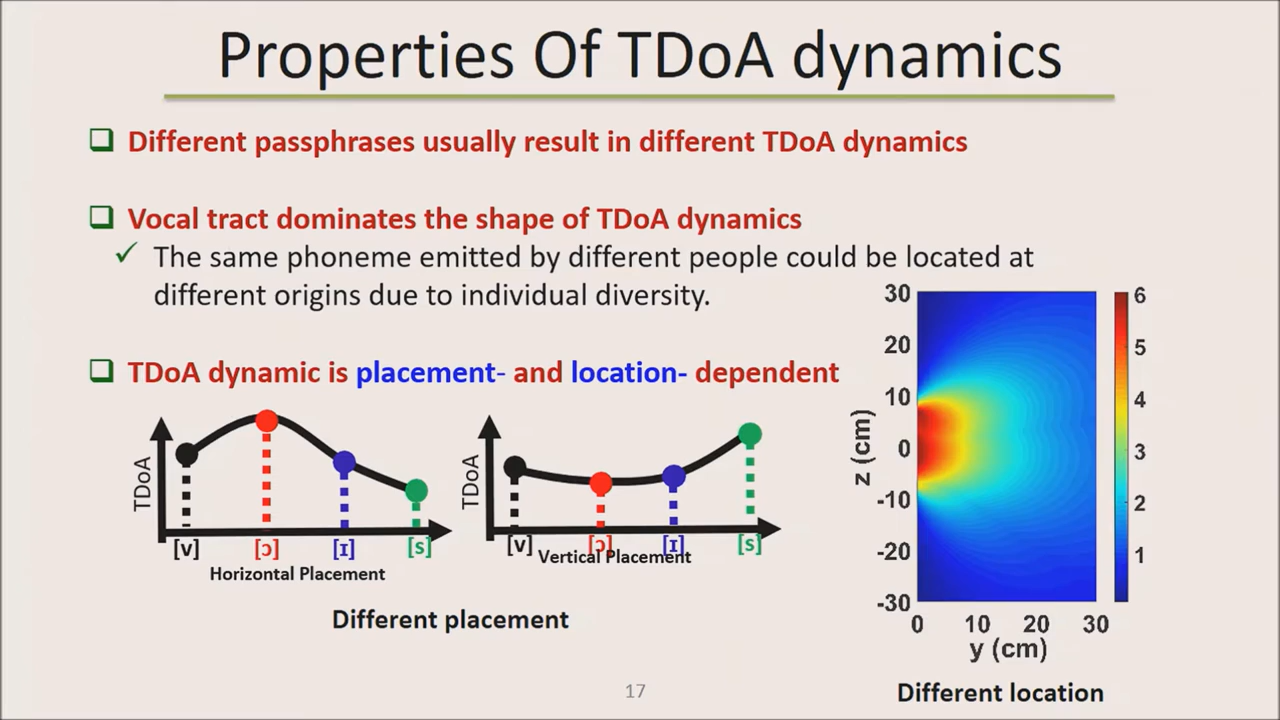 Properties Of TDoA dynamics
Different passphrases usually result in different TDoA dynamics
Vocal tract dominates the shape of TDoA dynamics
The same phoneme emitted by different people could be located at
different origins due to individual diversity.
TDoA dynamic is placement- and location- dependent
TDoA
[v] [ɔ] [ɪ] [s]
Horizontal Placement
TDoA
[v] [ɔ] [ɪ] [s]
Vertical Placement
Different placement
z (cm)
30
20
10
0
-10
-20
-30
0 10 20 30
y (cm)
6
5
4
3
2
1
Different location
17